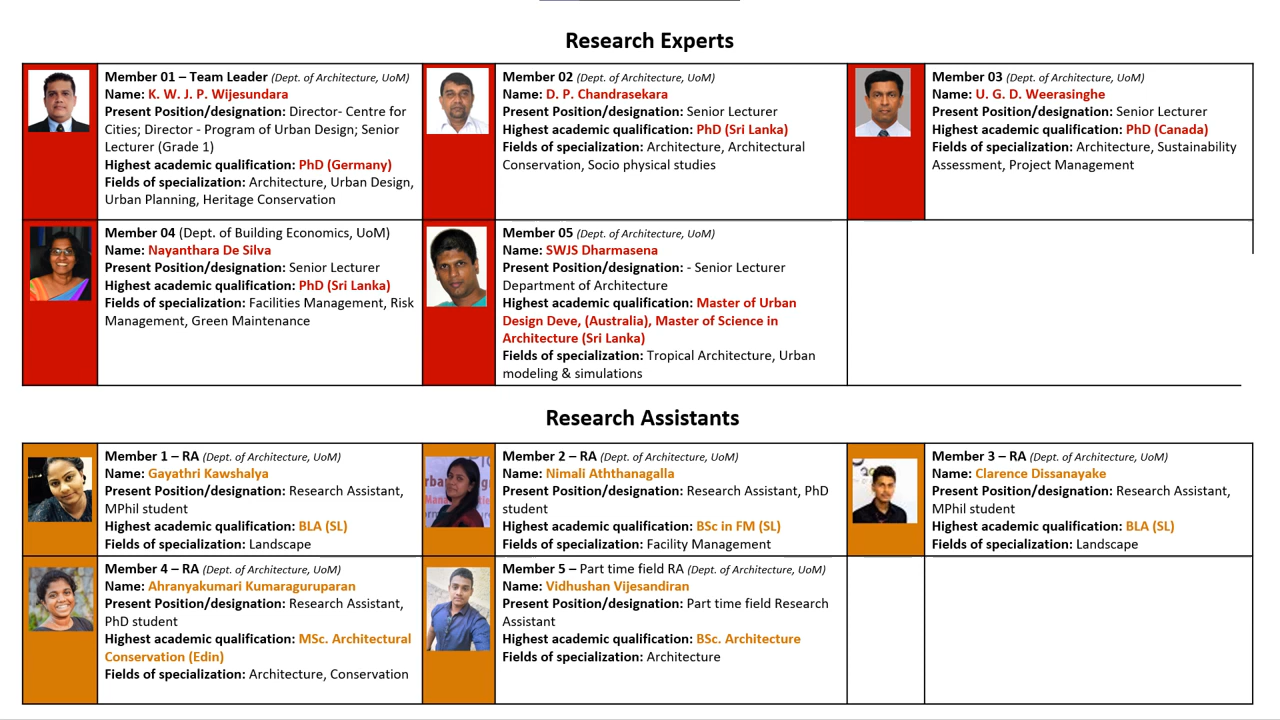 Research Experts
Member 01 – Team Leader (Dept. of Architecture, UoM)
Name: K. W. J. P. Wijesundara
Present Position/designation: Director- Centre for
Cities; Director - Program of Urban Design; Senior
Lecturer (Grade 1)
Highest academic qualification: PhD (Germany)
Fields of specialization: Architecture, Urban Design,
Urban Planning, Heritage Conservation
Member 02 (Dept. of Architecture, UoM)
Name: D. P. Chandrasekara
Present Position/designation: Senior Lecturer
Highest academic qualification: PhD (Sri Lanka)
Fields of specialization: Architecture, Architectural
Conservation, Socio physical studies
Member 03 (Dept. of Architecture, UoM)
Name: U. G. D. Weerasinghe
Present Position/designation: Senior Lecturer
Highest academic qualification: PhD (Canada)
Fields of specialization: Architecture, Sustainability
Assessment, Project Management
Member 04 (Dept. of Building Economics, UoM)
Name: Nayanthara De Silva
Present Position/designation: Senior Lecturer
Highest academic qualification: PhD (Sri Lanka)
Fields of specialization: Facilities Management, Risk
Management, Green Maintenance
Member 05 (Dept. of Architecture, UoM)
Name: SWJS Dharmasena
Present Position/designation: - Senior Lecturer
Department of Architecture
Highest academic qualification: Master of Urban
Design Deve, (Australia), Master of Science in
Architecture (Sri Lanka)
Fields of specialization: Tropical Architecture, Urban
modeling & simulations
Research Assistants
Member 1 – RA (Dept. of Architecture, UoM)
Name: Gayathri Kawshalya
Present Position/designation: Research Assistant,
MPhil student
Highest academic qualification: BLA (SL)
Fields of specialization: Landscape
Member 2 – RA (Dept. of Architecture, UoM)
Name: Nimali Aththanagalla
Present Position/designation: Research Assistant, PhD
student
Highest academic qualification: BSc in FM (SL)
Fields of specialization: Facility Management
Member 3 – RA (Dept. of Architecture, UoM)
Name: Clarence Dissanayake
Present Position/designation: Research Assistant,
MPhil student
Highest academic qualification: BLA (SL)
Fields of specialization: Landscape
Member 4 – RA (Dept. of Architecture, UoM)
Name: Ahranyakumari Kumaraguruparan
Present Position/designation: Research Assistant,
PhD student
Highest academic qualification: MSc. Architectural
Conservation (Edin)
Fields of specialization: Architecture, Conservation
Member 5 – Part time field RA (Dept. of Architecture, UoM)
Name: Vidhushan Vijesandiran
Present Position/designation: Part time field Research
Assistant
Highest academic qualification: BSc. Architecture
Fields of specialization: Architecture